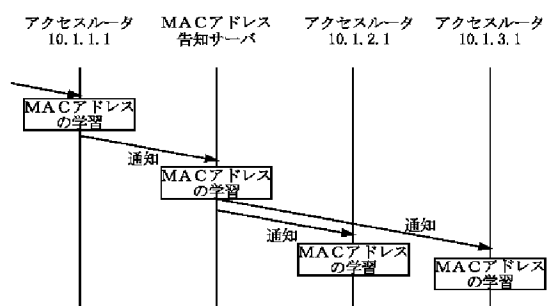 アクセスルータ
10.1.1.1
MACアドレス
告知サーバ
アクセスルータ
10.1.2.1
アクセスルータ
10.1.3.1
MACアドレス
の学習
通知
MACアドレス
の学習
通知
通知
MACアドレス
の学習
MACアドレス
の学習